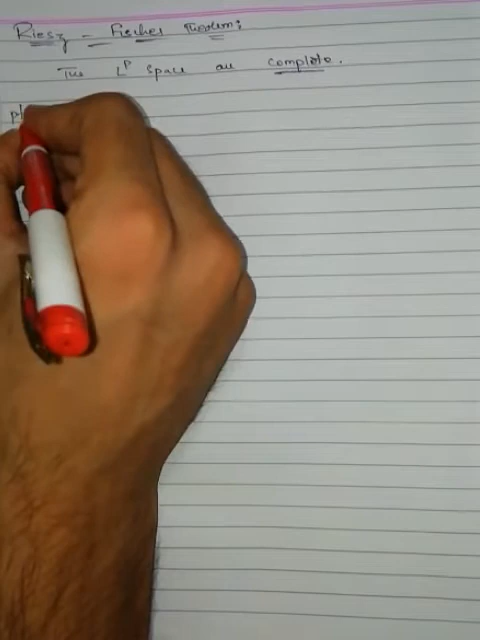 Riesz - Fischer Theorem:
The L^p space are complete.
p